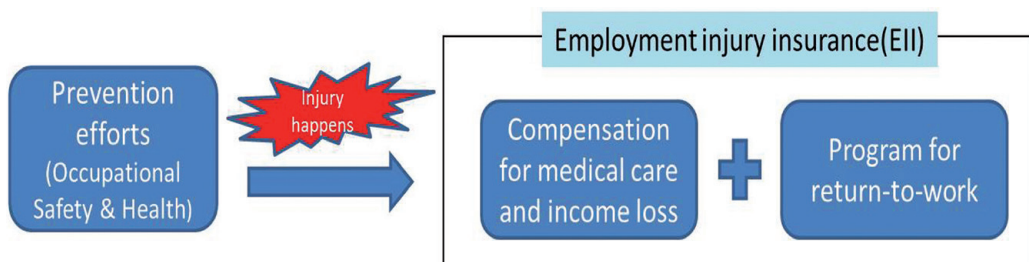 Employment injury insurance(EII)
Prevention
efforts
(Occupational
Safety & Health)
Injury
happens
Compensation
for medical care
and income loss
Program for
return-to-work